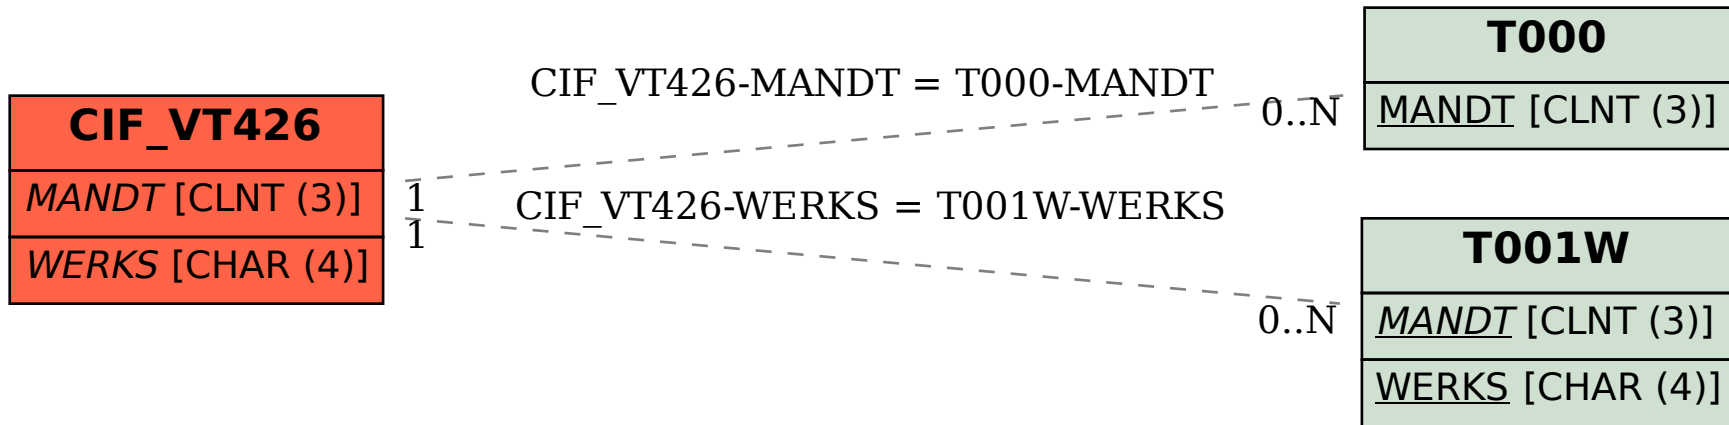 CIF_VT426
MANDT [CLNT (3)]
WERKS [CHAR (4)]
CIF_VT426-MANDT = T000-MANDT
1
0..N
CIF_VT426-WERKS = T001W-WERKS
1
0..N
T000
MANDT [CLNT (3)]
T001W
MANDT [CLNT (3)]
WERKS [CHAR (4)]